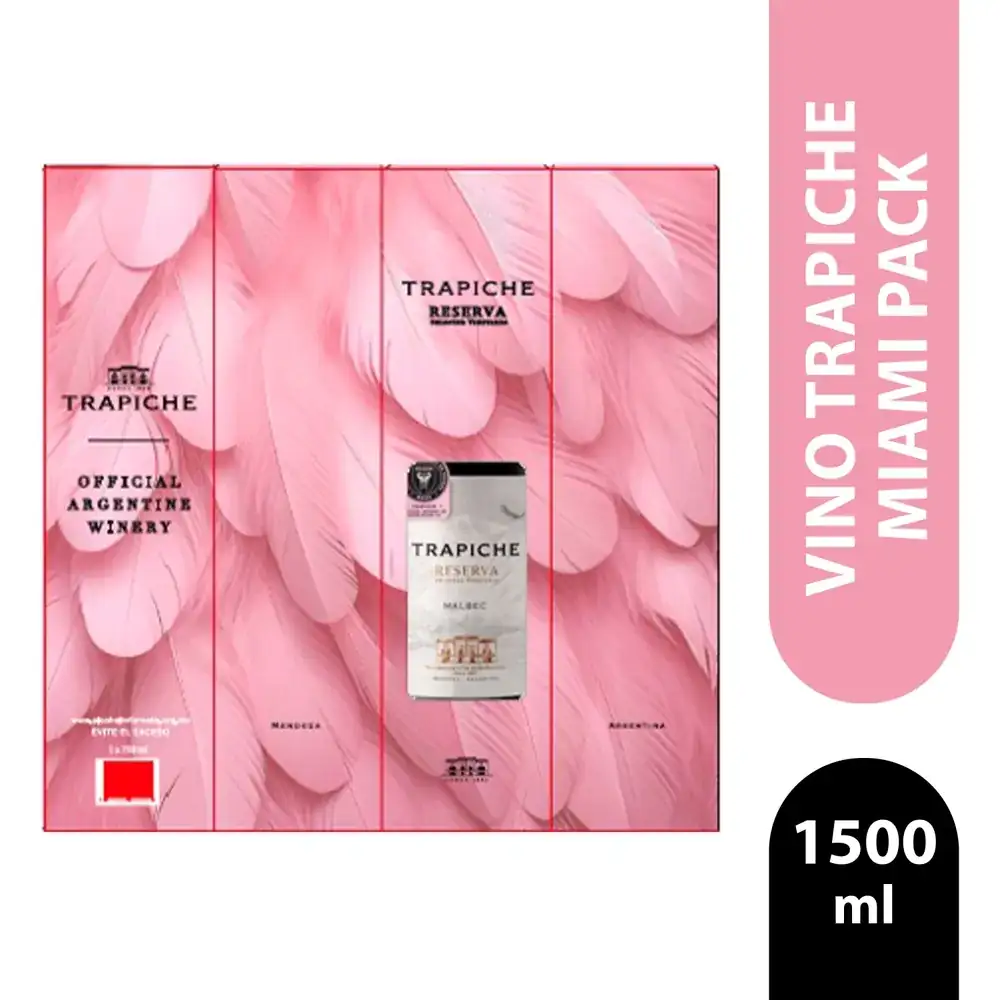 TRAPICHE
OFFICIAL
ARGENTINE
WINERY
EVITE EL EXCESO
MENDOZA
TRAPICHE
RESERVA
TRAPICHE
RESERVA
MALBEC
ARGENTINA
VINO TRAPICHE
MIAMI PACK
1500
ml